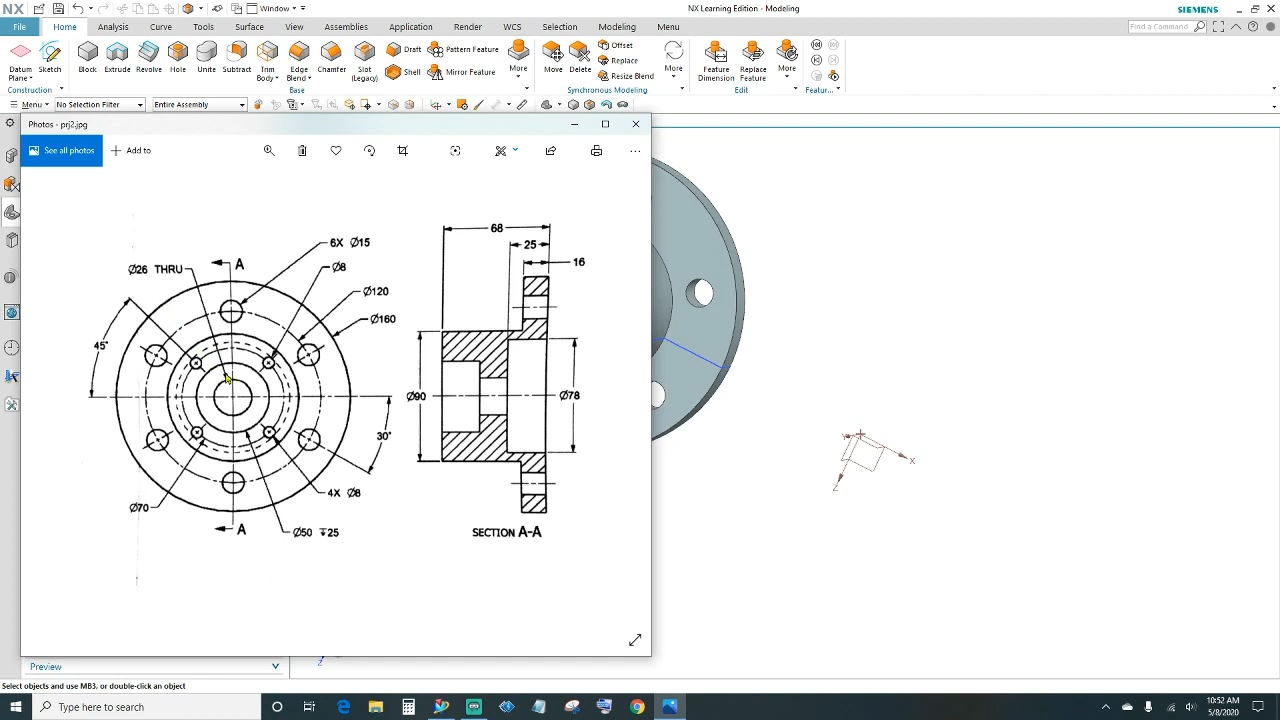 NX
Window
NX Learning Edition - Modeling
SIEMENS
File
Home
Analysis
Curve
Tools
Surface
Assemblies
Application
Render
WCS
Selection
Modeling
Menu
Find a Command
Datum Plane
Sketch
Block
Extrude
Revolve
Hole
Unite
Subtract
Trim Body
Edge Blend
Chamfer
Slot (Legacy)
Draft
Shell
Pattern Feature
Mirror Feature
More
Move
Delete
Offset
Replace
Resize Blend
More
Feature Dimension
Replace Feature
More
Construction
Base
Synchronous Modeling
Edit
Featur...
Menu
No Selection Filter
Entire Assembly
Photos - prj2.jpg
See all photos
Add to
6X Ø15
Ø26 THRU
A
Ø8
Ø120
Ø160
45°
30°
4X Ø8
Ø70
A
Ø50 ↧25
68
25
16
Ø90
Ø78
SECTION A-A
X
Y
Z
Z
Preview
Select objects and use MB3, or double-click an object
Type here to search
10:52 AM
5/8/2020